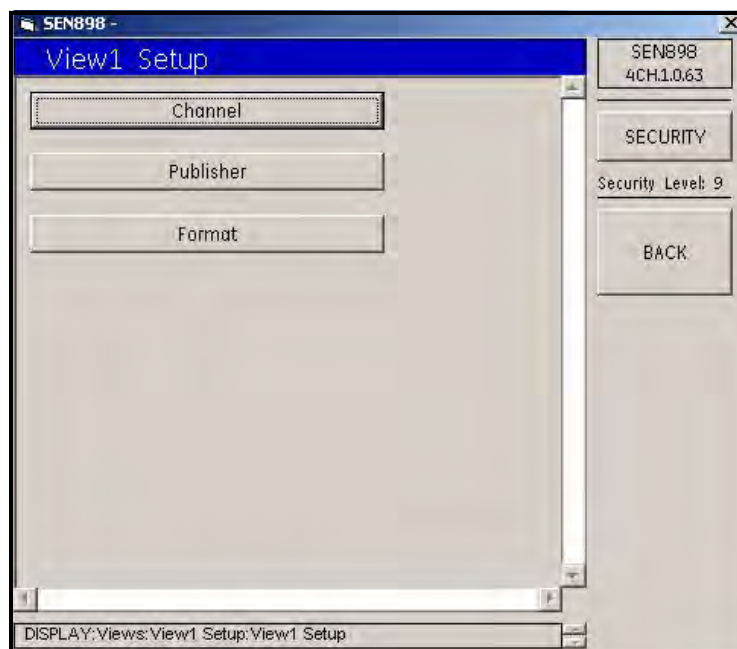 SEN898 -
View1 Setup
Channel
Publisher
Format
SEN898
4CH.1.0.63
SECURITY
Security Level: 9
BACK
DISPLAY:Views:View1 Setup:View1 Setup